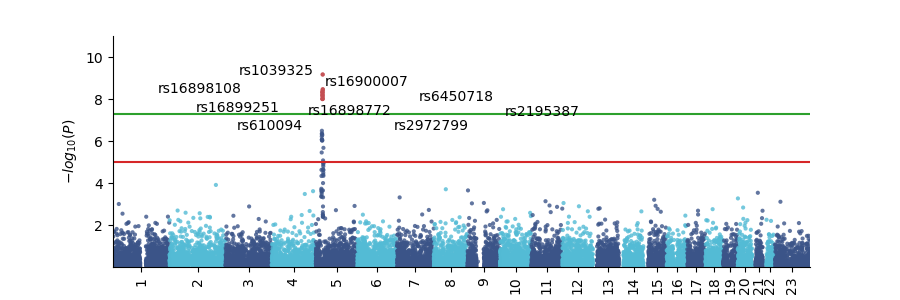 10
8
6
4
2
−log10(P)
rs1039325
rs16900007
rs16898108
rs6450718
rs16899251
rs16898772
rs2195387
rs610094
rs2972799
1
2
3
4
5
6
7
8
9
10
11
12
13
14
15
16
17
18
19
20
21
22
23